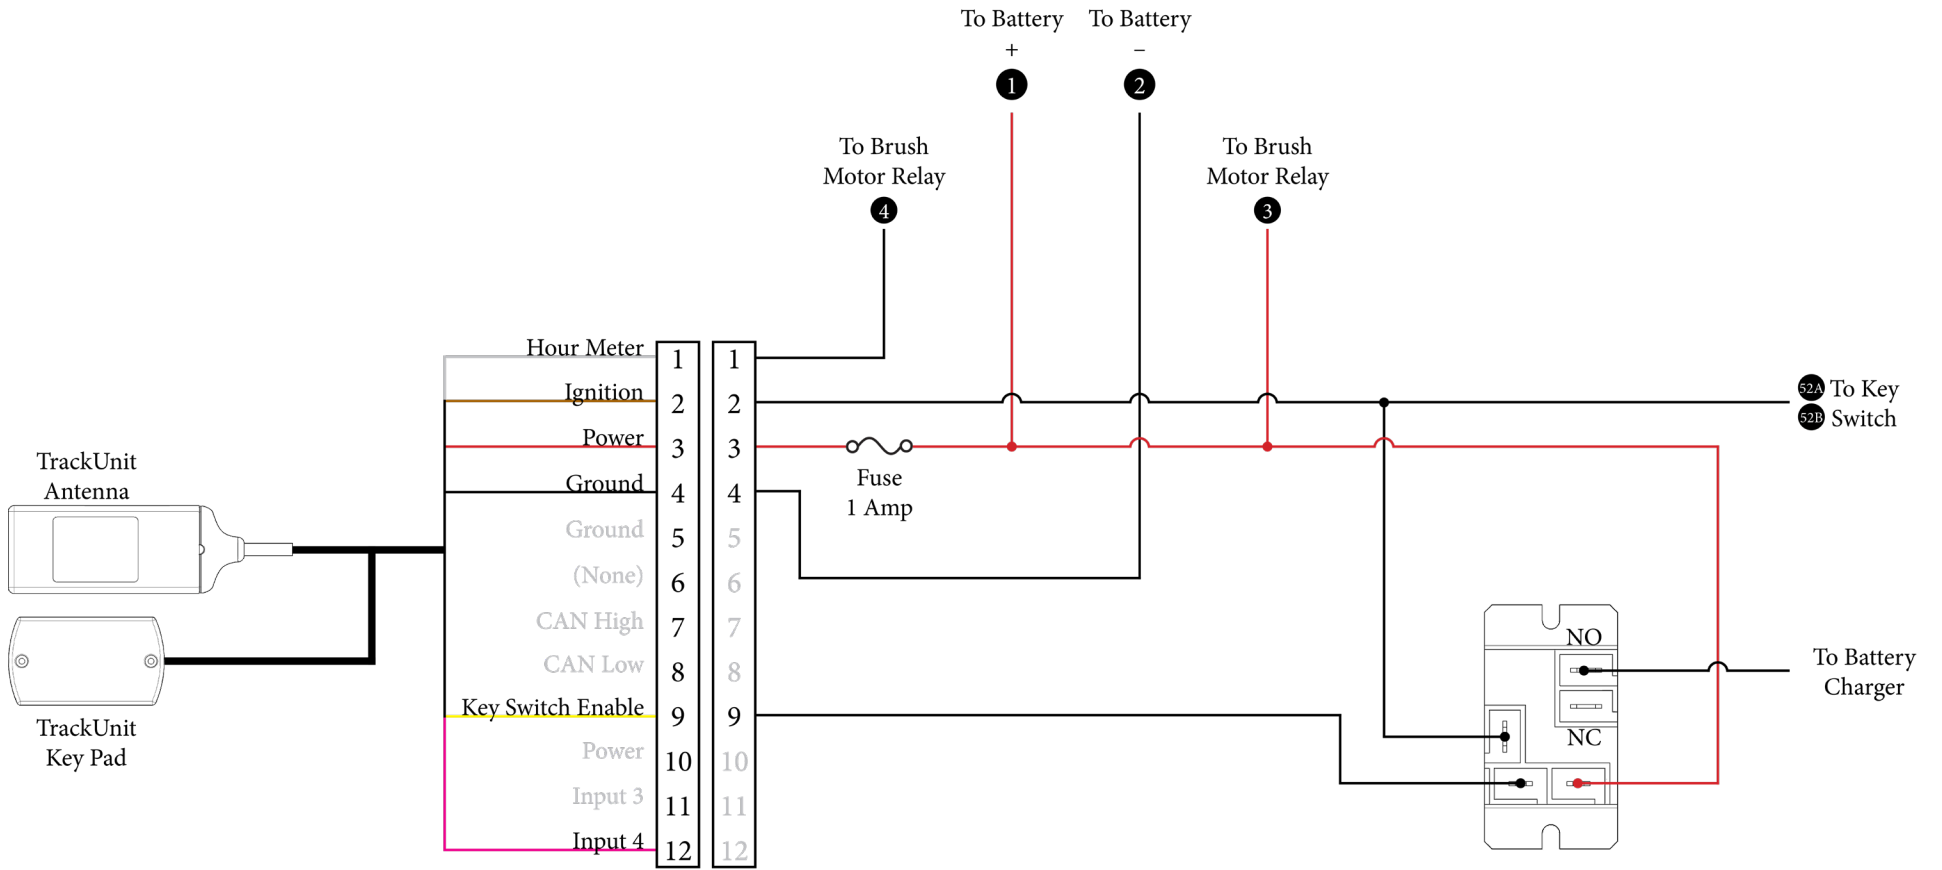 To Battery
+
1
To Battery
–
2
To Brush
Motor Relay
4
To Brush
Motor Relay
3
Hour Meter 1 1
Ignition 2 2
Power 3 3
Ground 4 4
Ground 5 5
(None) 6 6
CAN High 7 7
CAN Low 8 8
Key Switch Enable 9 9
Power 10 10
Input 3 11 11
Input 4 12 12
Fuse
1 Amp
52A To Key
52B Switch
TrackUnit
Antenna
TrackUnit
Key Pad
NO
NC
To Battery
Charger